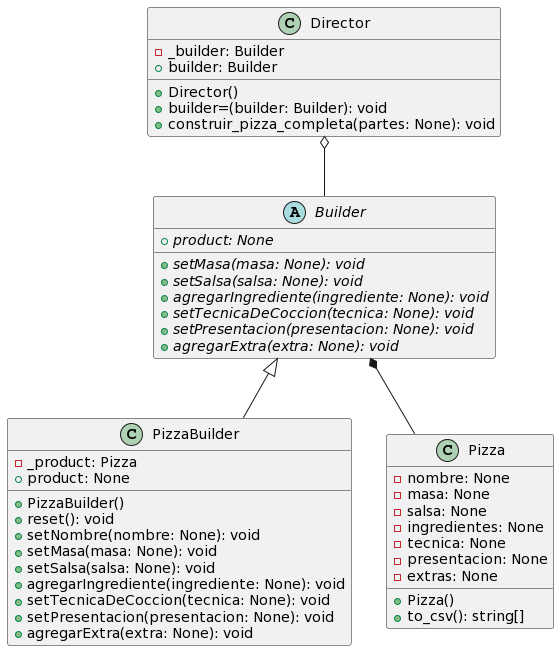 C Director
_builder: Builder
builder: Builder
Director()
builder=(builder: Builder): void
construir_pizza_completa(partes: None): void
A Builder
product: None
setMasa(masa: None): void
setSalsa(salsa: None): void
agregarIngrediente(ingrediente: None): void
setTecnicaDeCoccion(tecnica: None): void
setPresentacion(presentacion: None): void
agregarExtra(extra: None): void
C PizzaBuilder
_product: Pizza
product: None
PizzaBuilder()
reset(): void
setNombre(nombre: None): void
setMasa(masa: None): void
setSalsa(salsa: None): void
agregarIngrediente(ingrediente: None): void
setTecnicaDeCoccion(tecnica: None): void
setPresentacion(presentacion: None): void
agregarExtra(extra: None): void
C Pizza
nombre: None
masa: None
salsa: None
ingredientes: None
tecnica: None
presentacion: None
extras: None
Pizza()
to_csv(): string[]